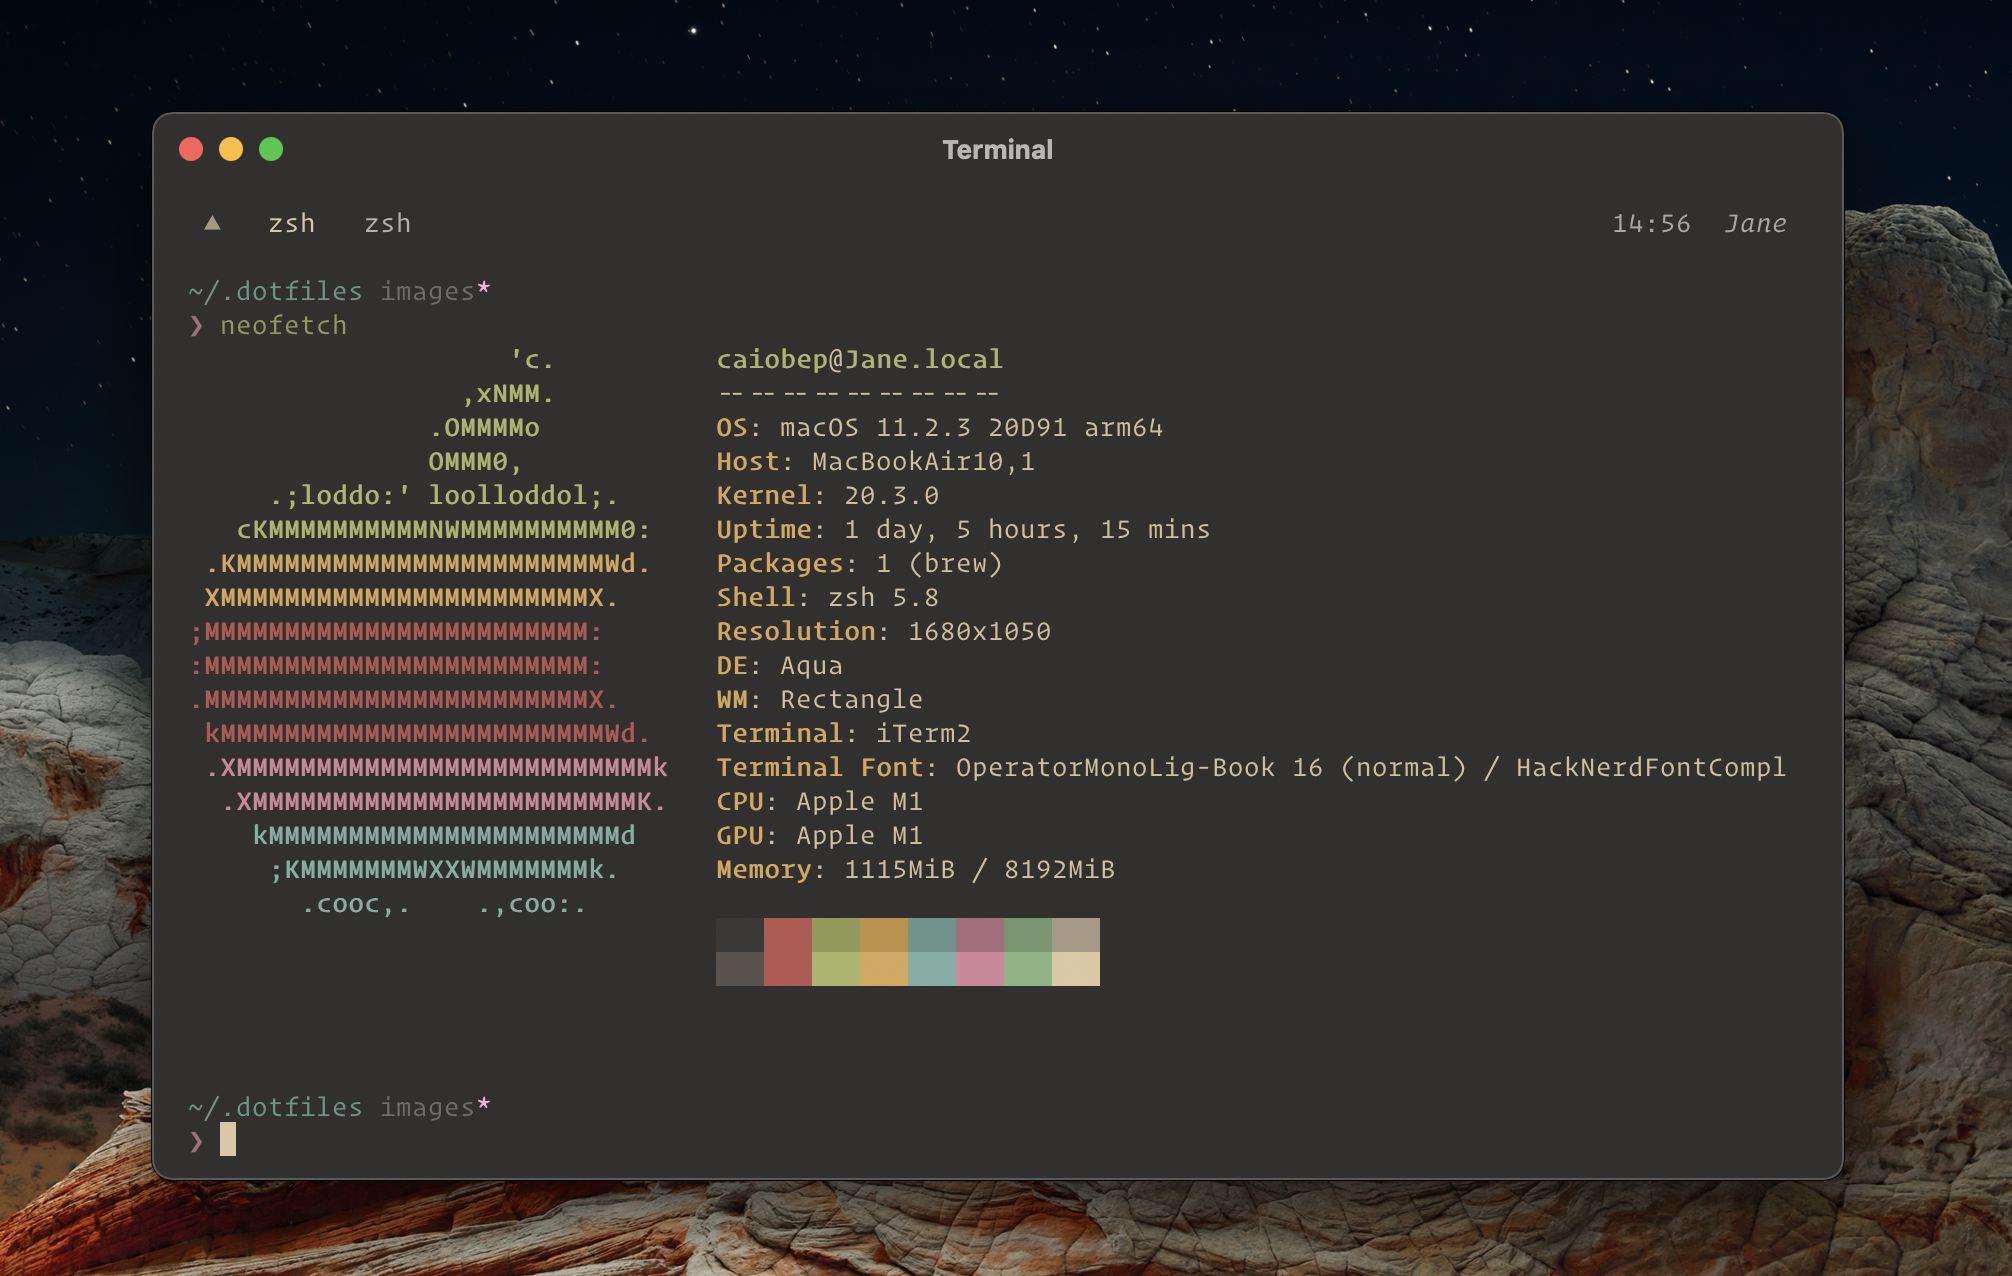 Terminal
▲ zsh zsh 14:56 Jane
~/.dotfiles images*
❯ neofetch
'c. caiobep@Jane.local
,xNMM. -- -- -- -- -- -- -- -- --
.OMMMMo OS: macOS 11.2.3 20D91 arm64
OMMM0, Host: MacBookAir10,1
.;loddo:' loolloddol;. Kernel: 20.3.0
cKMMMMMMMMMMNWMMMMMMMMMM0: Uptime: 1 day, 5 hours, 15 mins
.KMMMMMMMMMMMMMMMMMMMMMMMWd. Packages: 1 (brew)
XMMMMMMMMMMMMMMMMMMMMMMMX. Shell: zsh 5.8
;MMMMMMMMMMMMMMMMMMMMMMMM: Resolution: 1680x1050
:MMMMMMMMMMMMMMMMMMMMMMMM: DE: Aqua
.MMMMMMMMMMMMMMMMMMMMMMMMX. WM: Rectangle
kMMMMMMMMMMMMMMMMMMMMMMMMWd. Terminal: iTerm2
.XMMMMMMMMMMMMMMMMMMMMMMMMMMk Terminal Font: OperatorMonoLig-Book 16 (normal) / HackNerdFontCompl
.XMMMMMMMMMMMMMMMMMMMMMMMMK. CPU: Apple M1
kMMMMMMMMMMMMMMMMMMMMMMd GPU: Apple M1
;KMMMMMMMWXXWMMMMMMMk. Memory: 1115MiB / 8192MiB
.cooc,. .,coo:.
~/.dotfiles images*
❯